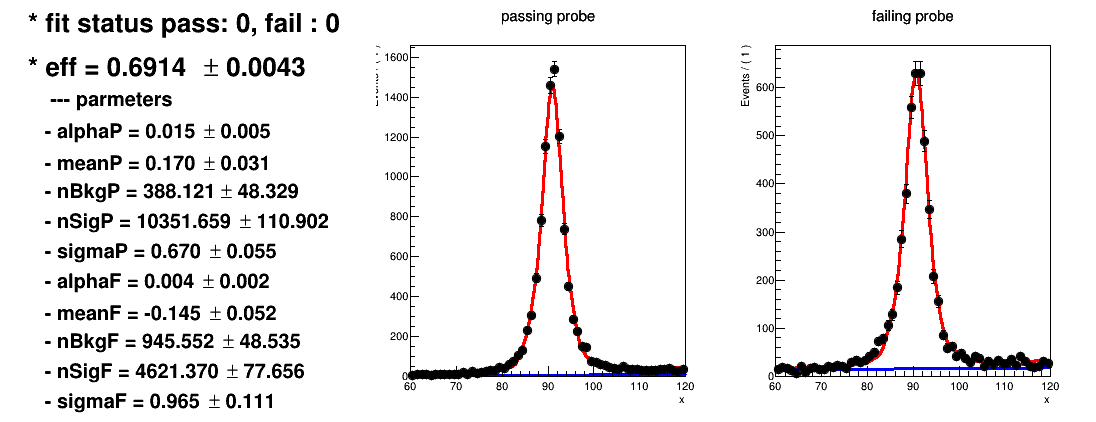 * fit status pass: 0, fail : 0
* eff = 0.6914 ± 0.0043
--- parmeters
- alphaP = 0.015 ± 0.005
- meanP = 0.170 ± 0.031
- nBkgP = 388.121 ± 48.329
- nSigP = 10351.659 ± 110.902
- sigmaP = 0.670 ± 0.055
- alphaF = 0.004 ± 0.002
- meanF = -0.145 ± 0.052
- nBkgF = 945.552 ± 48.535
- nSigF = 4621.370 ± 77.656
- sigmaF = 0.965 ± 0.111
passing probe
1600
1400
1200
1000
800
600
400
200
0
60 70 80 90 100 110 120
x
failing probe
Events / ( 1 )
600
500
400
300
200
100
0
60 70 80 90 100 110 120
x